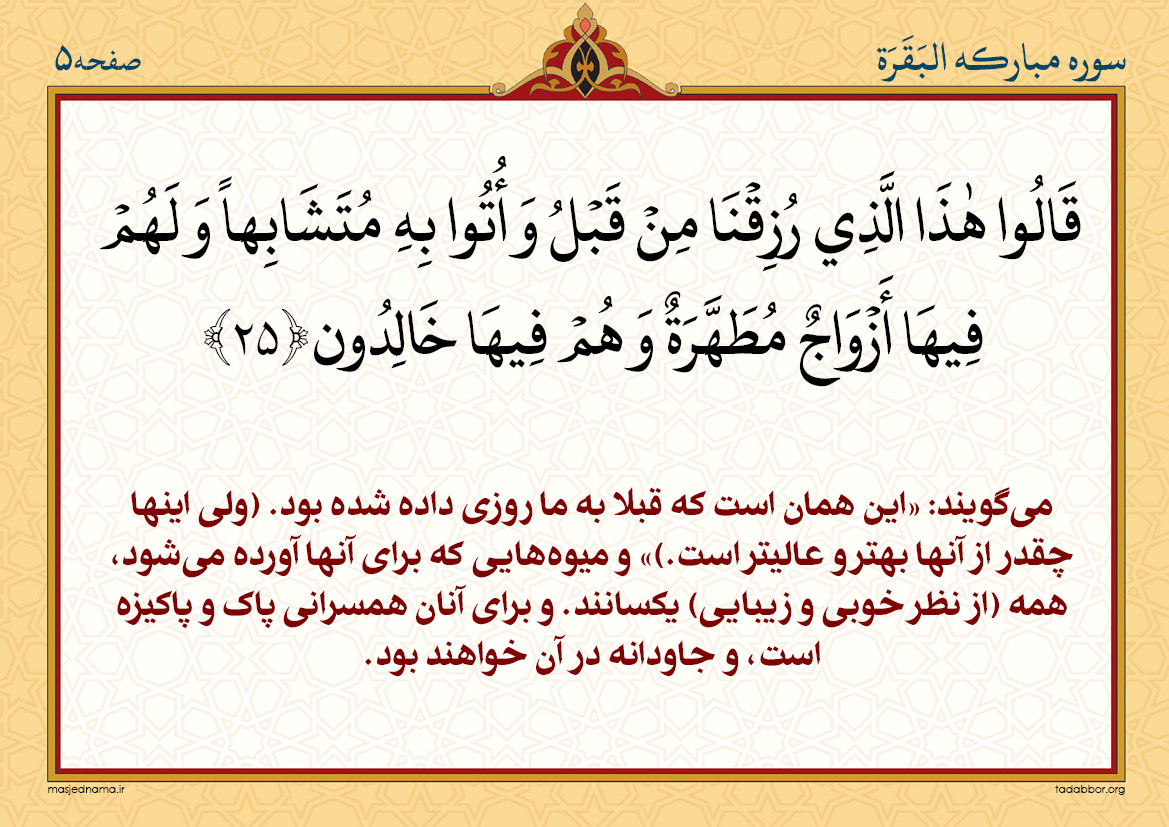 سوره مبارکه البَقَرَة
صفحه۵
قَالُوا هٰذَا الَّذِي رُزِقْنَا مِنْ قَبْلُ وَ أُتُوا بِهِ مُتَشَابِهاً وَ لَهُمْ
فِيهَا أَزْوَاجٌ مُطَهَّرَةٌ وَ هُمْ فِيهَا خَالِدُون ﴿۲۵﴾
می‌گویند: «این همان است که قبلا به ما روزی داده شده بود. (ولی اینها
چقدر از آنها بهتر و عالیتر است.)» و میوه‌هایی که برای آنها آورده می‌شود،
همه (از نظر خوبی و زیبایی) یکسانند. و برای آنان همسرانی پاک و پاکیزه
است، و جاودانه در آن خواهند بود.
masjednama.ir
tadabbor.org